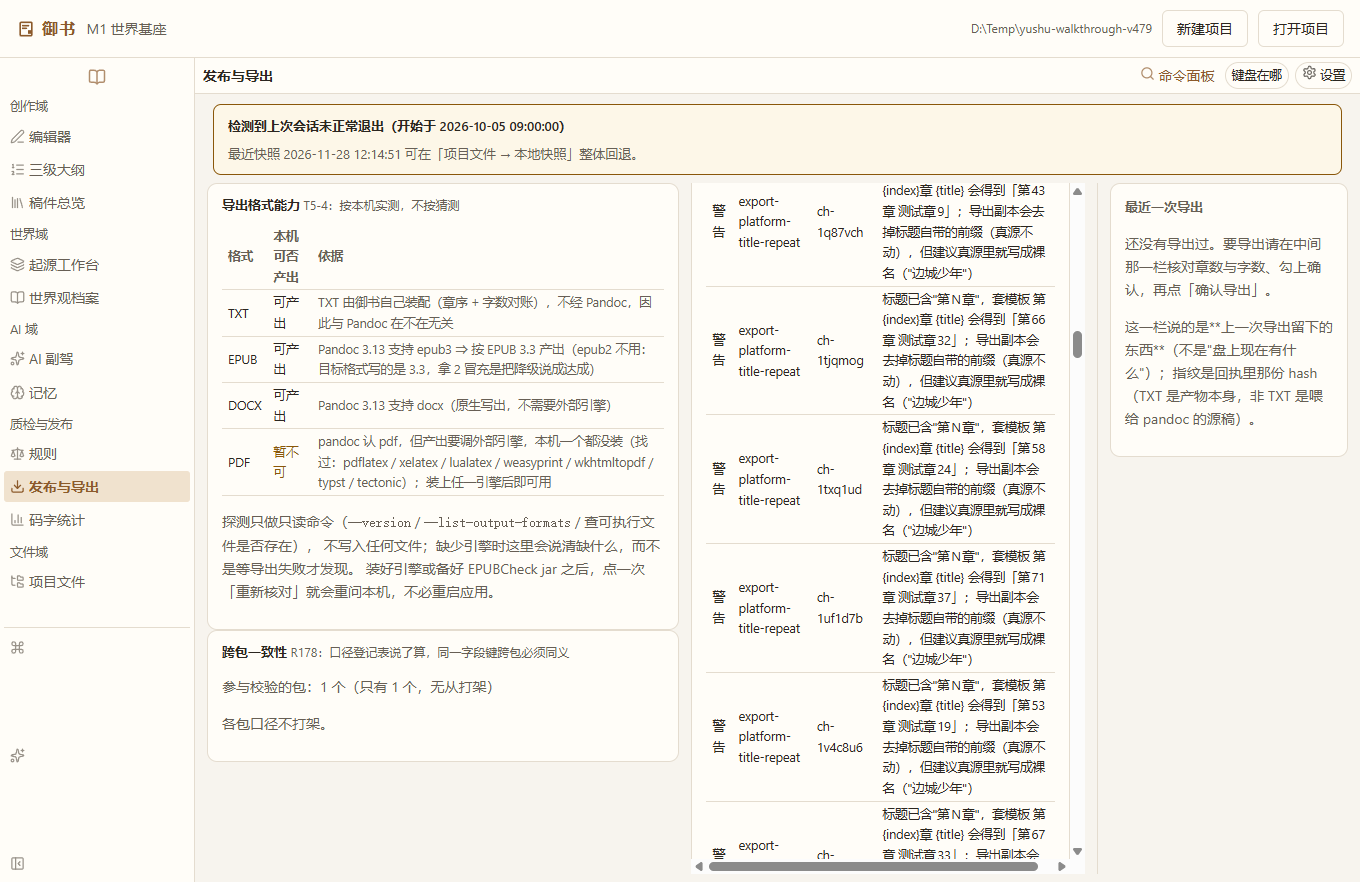 御书 M1 世界基座
D:\Temp\yushu-walkthrough-v479 新建项目 打开项目
创作域
编辑器
三级大纲
稿件总览
世界域
起源工作台
世界观档案
AI 域
AI 副驾
记忆
质检与发布
规则
发布与导出
码字统计
文件域
项目文件
发布与导出
命令面板 键盘在哪 设置
检测到上次会话未正常退出（开始于 2026-10-05 09:00:00）
最近快照 2026-11-28 12:14:51 可在「项目文件 → 本地快照」整体回退。
导出格式能力 T5-4：按本机实测，不按猜测
格式 本机可否产出 依据
TXT 可产出 TXT 由御书自己装配（章序 + 字数对账），不经 Pandoc，因
此与 Pandoc 在不在无关
EPUB 可产出 Pandoc 3.13 支持 epub3 ⇒ 按 EPUB 3.3 产出（epub2 不用：
目标格式写的是 3.3，拿 2 冒充是把降级说成达成）
DOCX 可产出 Pandoc 3.13 支持 docx（原生写出，不需要外部引擎）
PDF 暂不可 pandoc 认 pdf，但产出要调外部引擎，本机一个都没装（找
过：pdflatex / xelatex / lualatex / weasyprint / wkhtmltopdf /
typst / tectonic）；装上任一引擎后即可用
探测只做只读命令（—version / —list-output-formats / 查可执行文
件是否存在）， 不写入任何文件；缺少引擎时这里会说清缺什么，而不
是等导出失败才发现。 装好引擎或备好 EPUBCheck jar 之后，点一次
「重新核对」就会重问本机，不必重启应用。
跨包一致性 R178：口径登记表说了算，同一字段键跨包必须同义
参与校验的包：1 个（只有 1 个，无从打架）
各包口径不打架。
警告 export-platform-title-repeat ch-1q87vch
{index}章 {title} 会得到「第 43
章 测试章 9」；导出副本会去
掉标题自带的前缀（真源不
动），但建议真源里就写成裸
名（"边城少年"）
警告 export-platform-title-repeat ch-1tjqmog
标题已含"第 N 章"，套模板 第
{index}章 {title} 会得到「第 66
章 测试章 32」；导出副本会
去掉标题自带的前缀（真源不
动），但建议真源里就写成裸
名（"边城少年"）
警告 export-platform-title-repeat ch-1txq1ud
标题已含"第 N 章"，套模板 第
{index}章 {title} 会得到「第 58
章 测试章 24」；导出副本会
去掉标题自带的前缀（真源不
动），但建议真源里就写成裸
名（"边城少年"）
警告 export-platform-title-repeat ch-1uf1d7b
标题已含"第 N 章"，套模板 第
{index}章 {title} 会得到「第 71
章 测试章 37」；导出副本会
去掉标题自带的前缀（真源不
动），但建议真源里就写成裸
名（"边城少年"）
警告 export-platform-title-repeat ch-1v4c8u6
标题已含"第 N 章"，套模板 第
{index}章 {title} 会得到「第 53
章 测试章 19」；导出副本会
去掉标题自带的前缀（真源不
动），但建议真源里就写成裸
名（"边城少年"）
警 export- ch-
标题已含"第 N 章"，套模板 第
{index}章 {title} 会得到「第 67
章 测试章 33」；导出副本会
最近一次导出
还没有导出过。要导出请在中间
那一栏核对章数与字数、勾上确
认，再点「确认导出」。
这一栏说的是**上一次导出留下的
东西**（不是"盘上现在有什
么"）；指纹是回执里那份 hash
（TXT 是产物本身，非 TXT 是喂
给 pandoc 的源稿）。